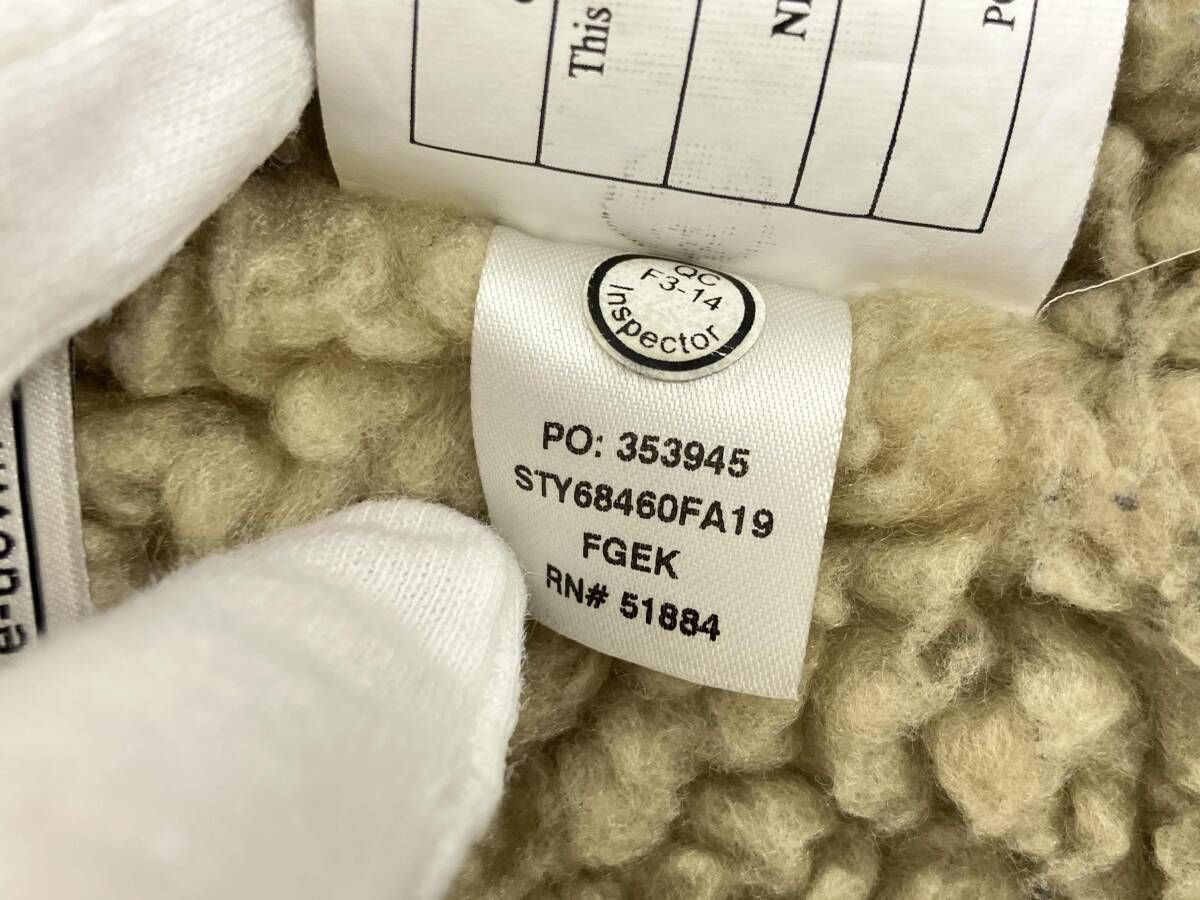 This
QC
F3-14
Inspector
PO: 353945
STY68460FA19
FGEK
RN# 51884